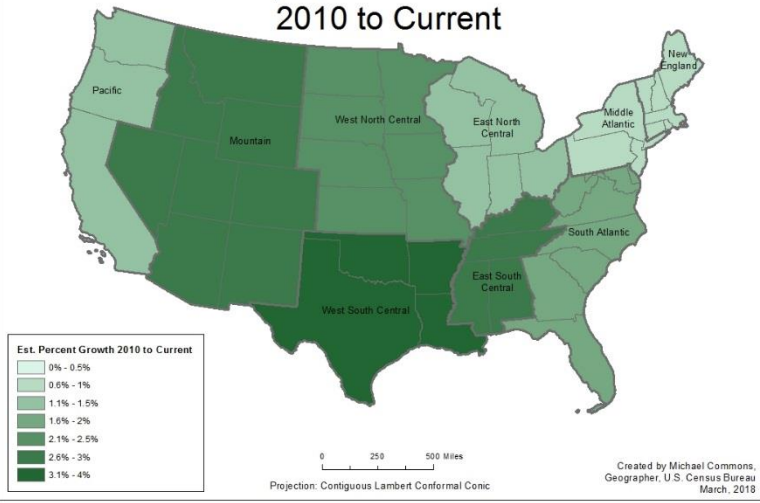 2010 to Current
New
England
Pacific
Middle
Atlantic
West North Central
East North
Central
Mountain
South Atlantic
East South
Central
West South Central
Est. Percent Growth 2010 to Current
0% - 0.5%
0.6% - 1%
1.1% - 1.5%
1.6% - 2%
2.1% - 2.5%
2.6% - 3%
3.1% - 4%
0 250 500 Miles
Projection: Contiguous Lambert Conformal Conic
Created by Michael Commons,
Geographer, U.S. Census Bureau
March, 2018